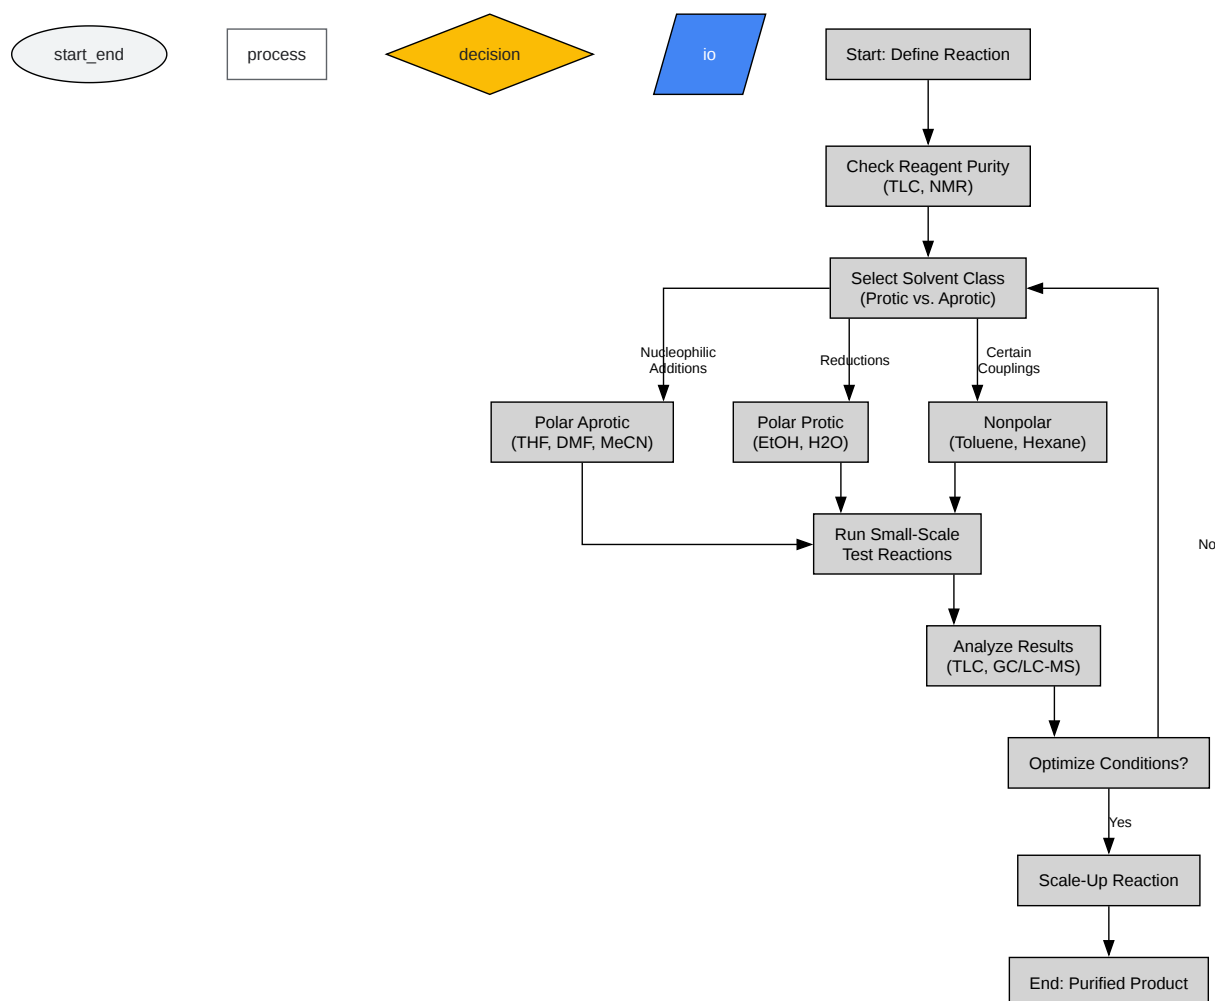 start_end
process
decision
io
Start: Define Reaction
Check Reagent Purity
(TLC, NMR)
Select Solvent Class
(Protic vs. Aprotic)
Nucleophilic
Additions
Reductions
Certain
Couplings
Polar Aprotic
(THF, DMF, MeCN)
Polar Protic
(EtOH, H2O)
Nonpolar
(Toluene, Hexane)
Run Small-Scale
Test Reactions
No
Analyze Results
(TLC, GC/LC-MS)
Optimize Conditions?
Yes
Scale-Up Reaction
End: Purified Product